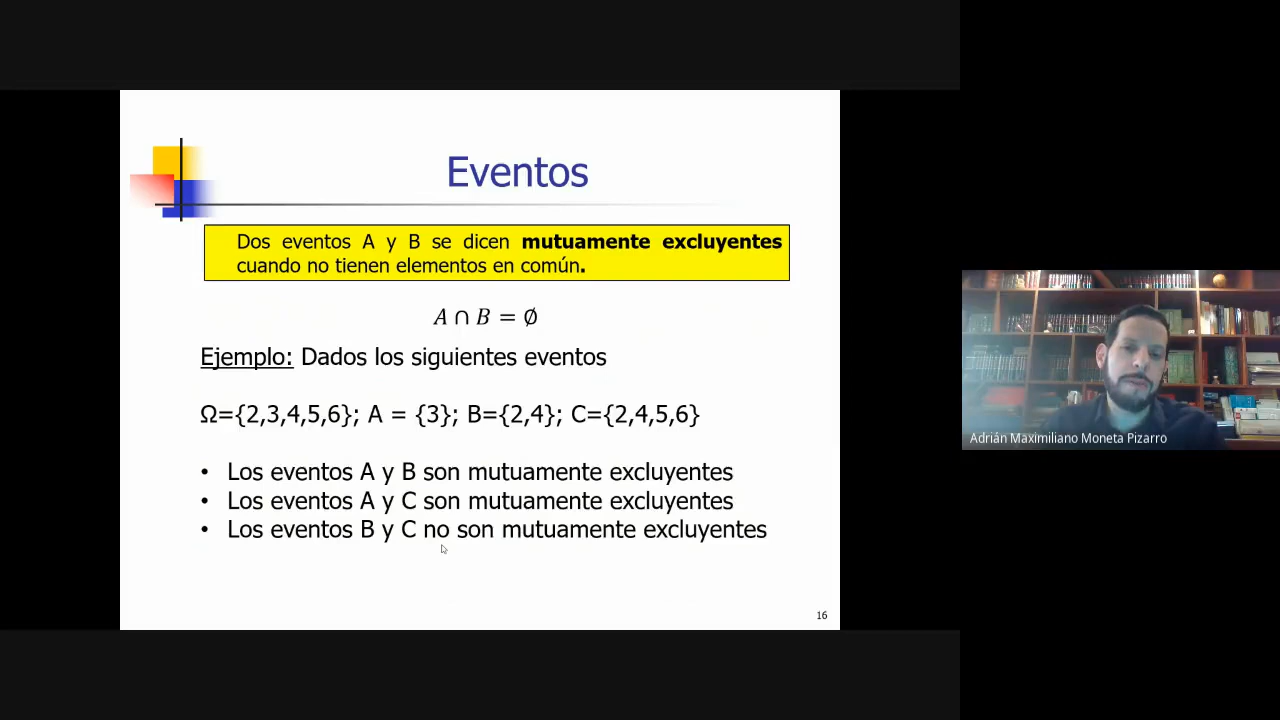 Eventos
Dos eventos A y B se dicen mutuamente excluyentes
cuando no tienen elementos en común.
A ∩ B = ∅
Ejemplo: Dados los siguientes eventos
Ω={2,3,4,5,6}; A = {3}; B={2,4}; C={2,4,5,6}
• Los eventos A y B son mutuamente excluyentes
• Los eventos A y C son mutuamente excluyentes
• Los eventos B y C no son mutuamente excluyentes
16
Adrián Maximiliano Moneta Pizarro